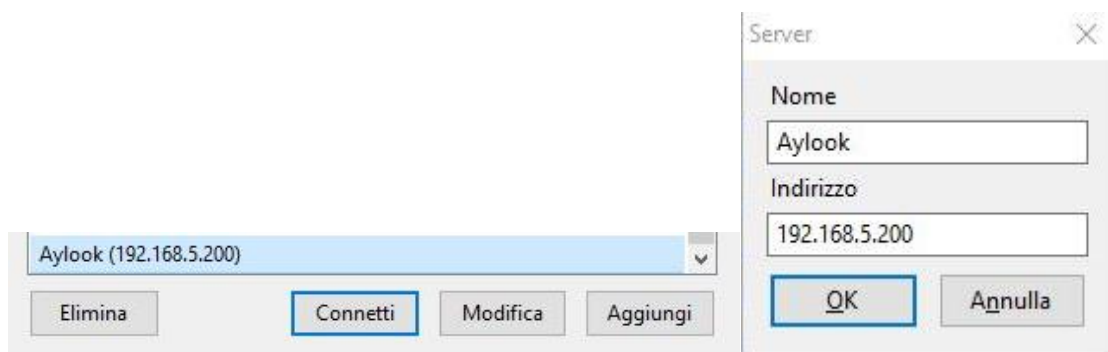 Aylook (192.168.5.200)
Elimina Connetti Modifica Aggiungi
Server
Nome
Aylook
Indirizzo
192.168.5.200
OK Annulla